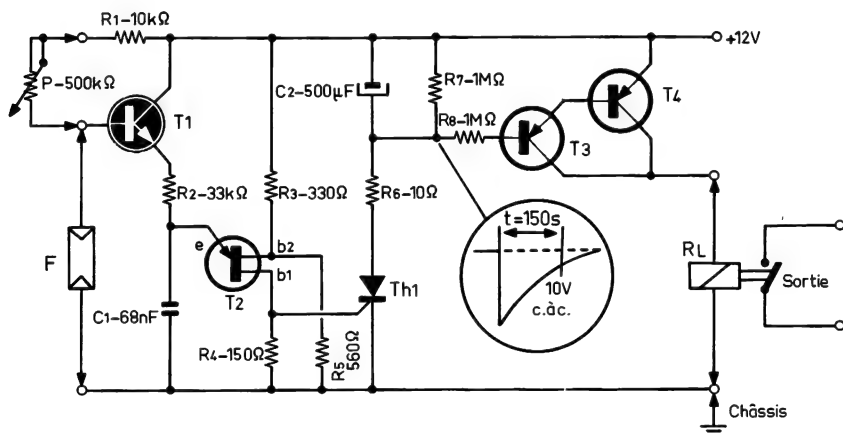 R1-10kΩ
+12V
P-500kΩ
C2-500µF
R7-1MΩ
T4
T1
R8-1MΩ
T3
R2-33kΩ
R3-330Ω
R6-10Ω
t=150s
e
b2
RL
F
b1
T2
Th1
10V
Sortie
C1-68nF
c.àc.
R4-150Ω
R5
560Ω
Châssis